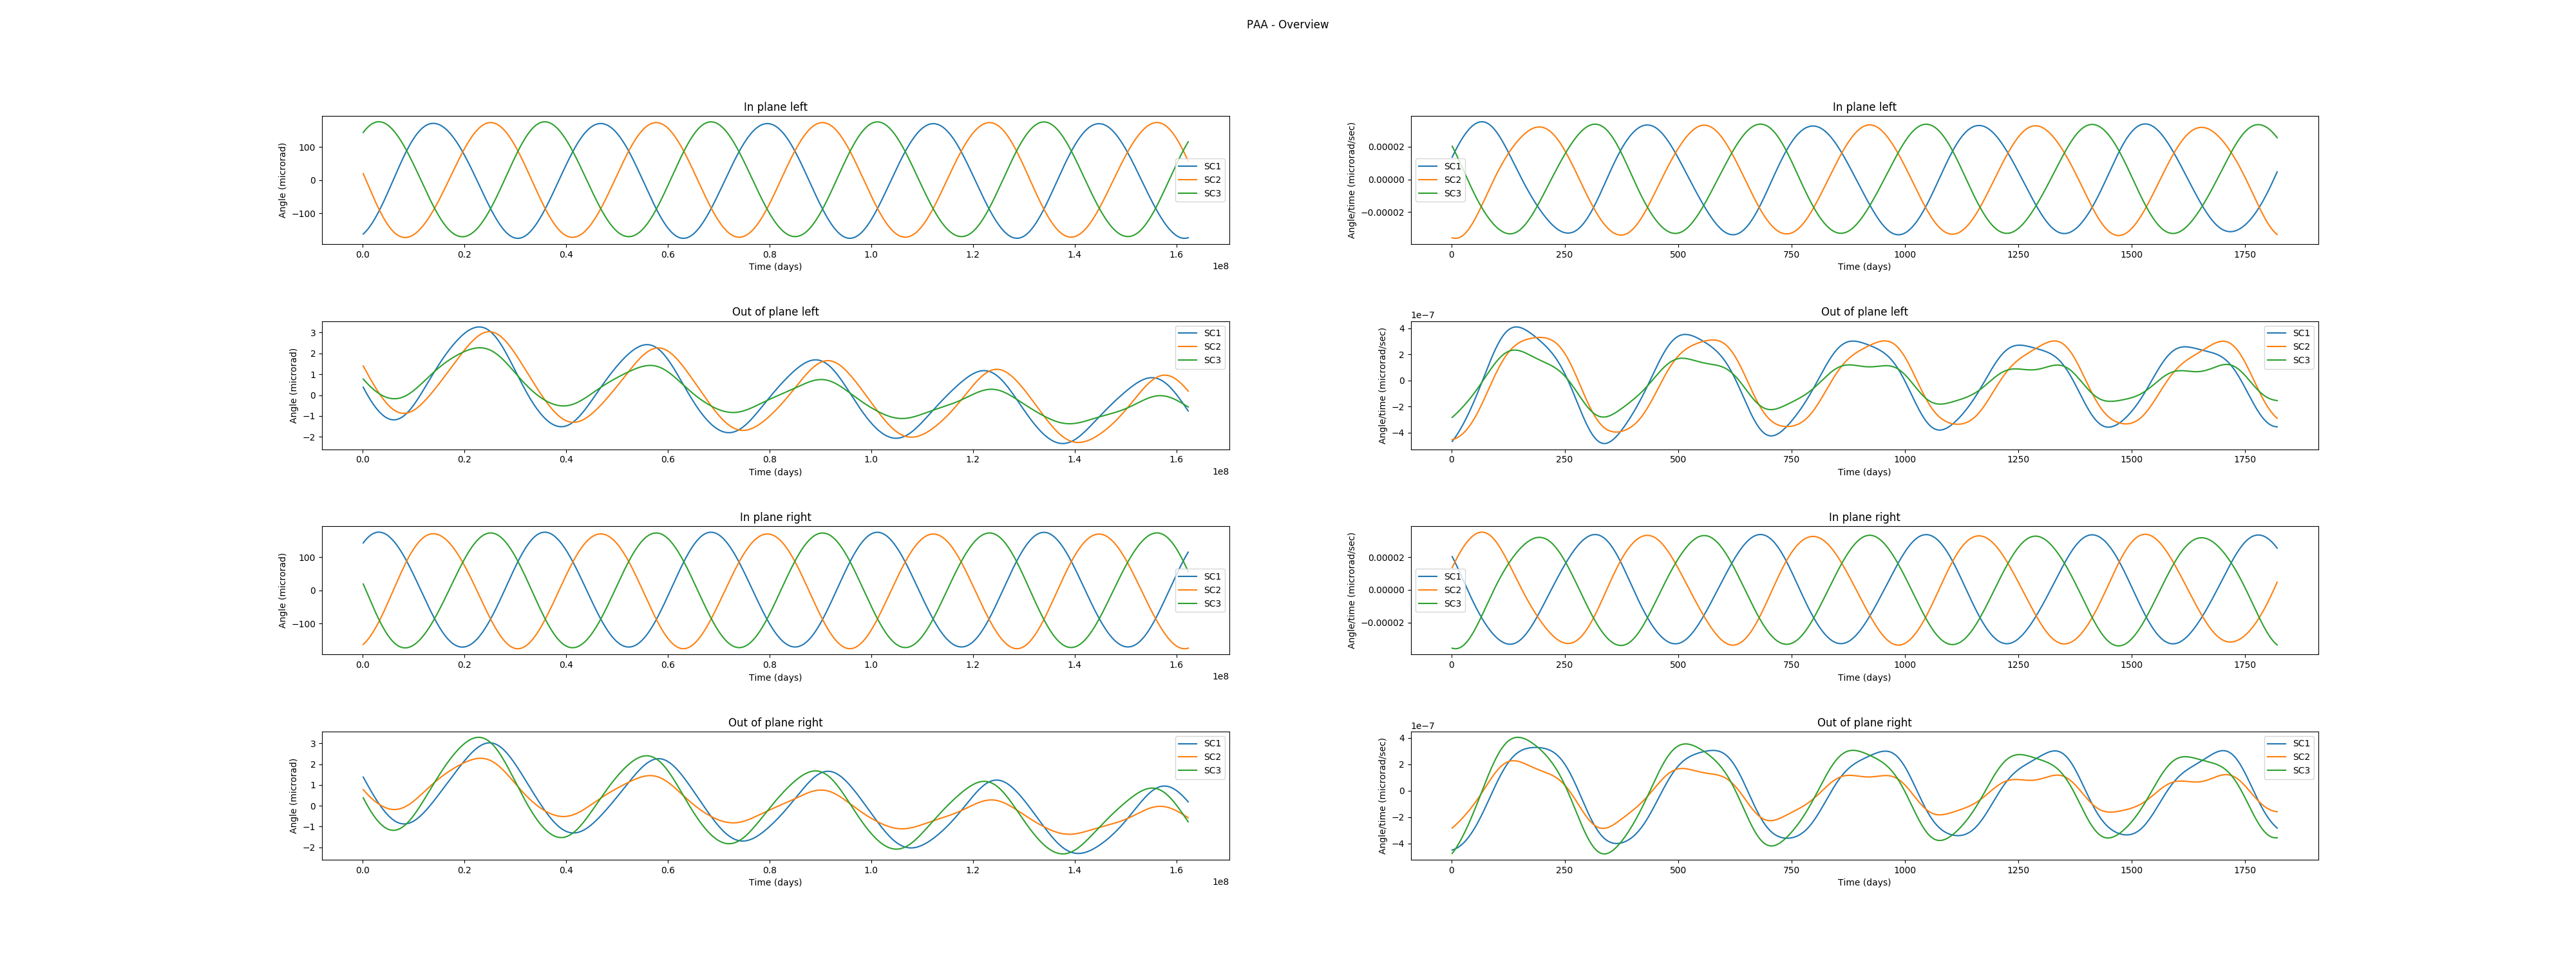 PAA - Overview
In plane left
Angle (microrad)
100
0
−100
SC1
SC2
SC3
0.0 0.2 0.4 0.6 0.8 1.0 1.2 1.4 1.6
Time (days)
1e8
In plane left
Angle/time (microrad/sec)
0.00002
0.00000
−0.00002
SC1
SC2
SC3
0 250 500 750 1000 1250 1500 1750
Time (days)
Out of plane left
Angle (microrad)
3
2
1
0
−1
−2
SC1
SC2
SC3
0.0 0.2 0.4 0.6 0.8 1.0 1.2 1.4 1.6
Time (days)
1e8
Out of plane left
1e−7
Angle/time (microrad/sec)
4
2
0
−2
−4
SC1
SC2
SC3
0 250 500 750 1000 1250 1500 1750
Time (days)
In plane right
Angle (microrad)
100
0
−100
SC1
SC2
SC3
0.0 0.2 0.4 0.6 0.8 1.0 1.2 1.4 1.6
Time (days)
1e8
In plane right
Angle/time (microrad/sec)
0.00002
0.00000
−0.00002
SC1
SC2
SC3
0 250 500 750 1000 1250 1500 1750
Time (days)
Out of plane right
Angle (microrad)
3
2
1
0
−1
−2
SC1
SC2
SC3
0.0 0.2 0.4 0.6 0.8 1.0 1.2 1.4 1.6
Time (days)
1e8
Out of plane right
1e−7
Angle/time (microrad/sec)
4
2
0
−2
−4
SC1
SC2
SC3
0 250 500 750 1000 1250 1500 1750
Time (days)